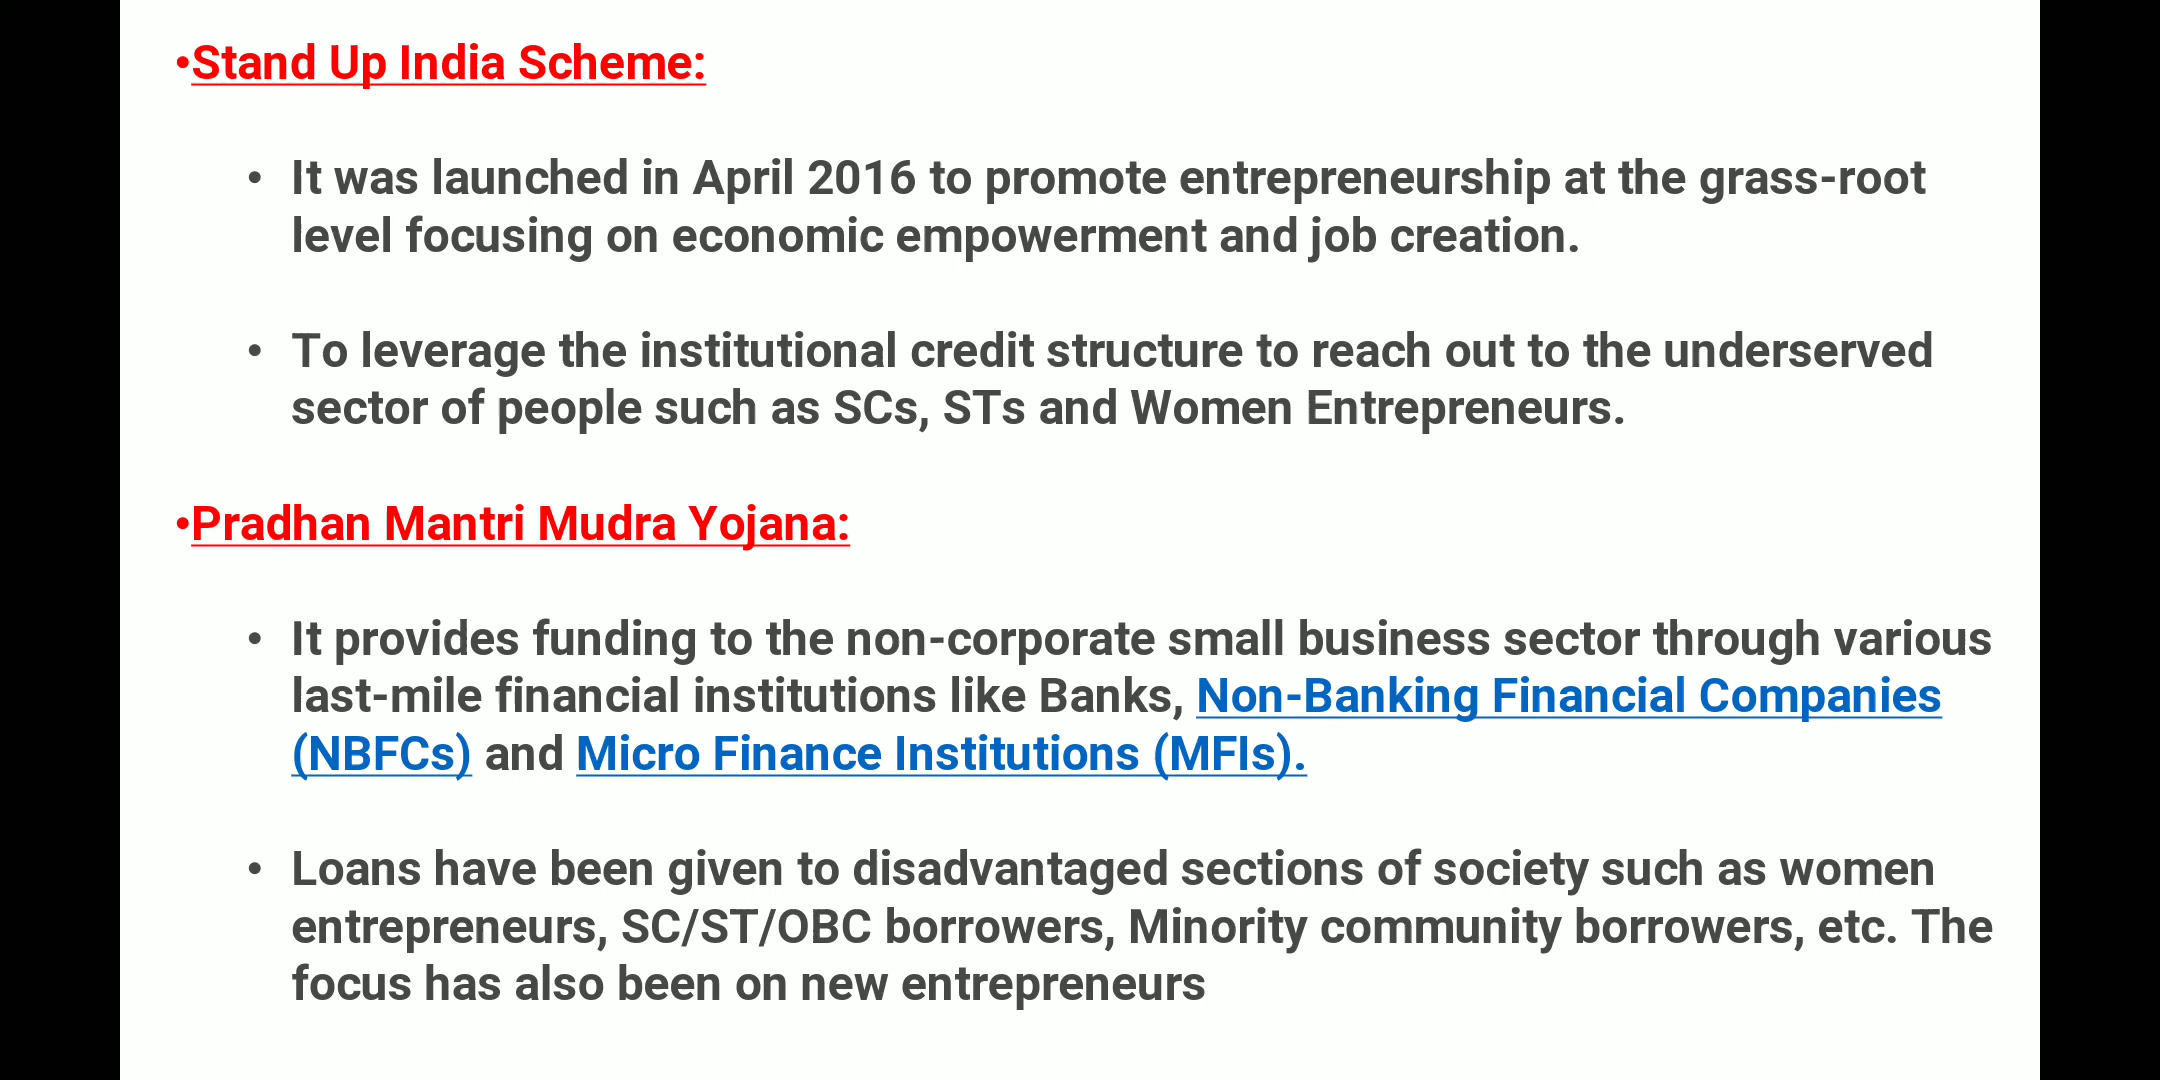 •Stand Up India Scheme:
• It was launched in April 2016 to promote entrepreneurship at the grass-root
level focusing on economic empowerment and job creation.
• To leverage the institutional credit structure to reach out to the underserved
sector of people such as SCs, STs and Women Entrepreneurs.
•Pradhan Mantri Mudra Yojana:
• It provides funding to the non-corporate small business sector through various
last-mile financial institutions like Banks, Non-Banking Financial Companies
(NBFCs) and Micro Finance Institutions (MFIs).
• Loans have been given to disadvantaged sections of society such as women
entrepreneurs, SC/ST/OBC borrowers, Minority community borrowers, etc. The
focus has also been on new entrepreneurs